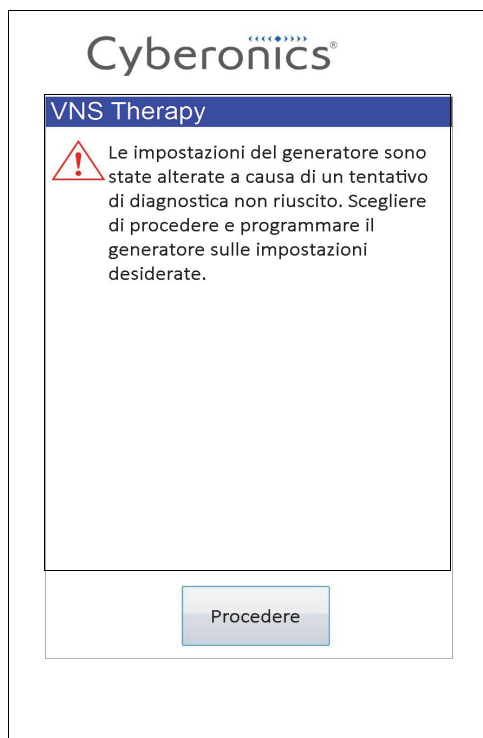 Cyberonics®
VNS Therapy
Le impostazioni del generatore sono
state alterate a causa di un tentativo
di diagnostica non riuscito. Scegliere
di procedere e programmare il
generatore sulle impostazioni
desiderate.
Procedere